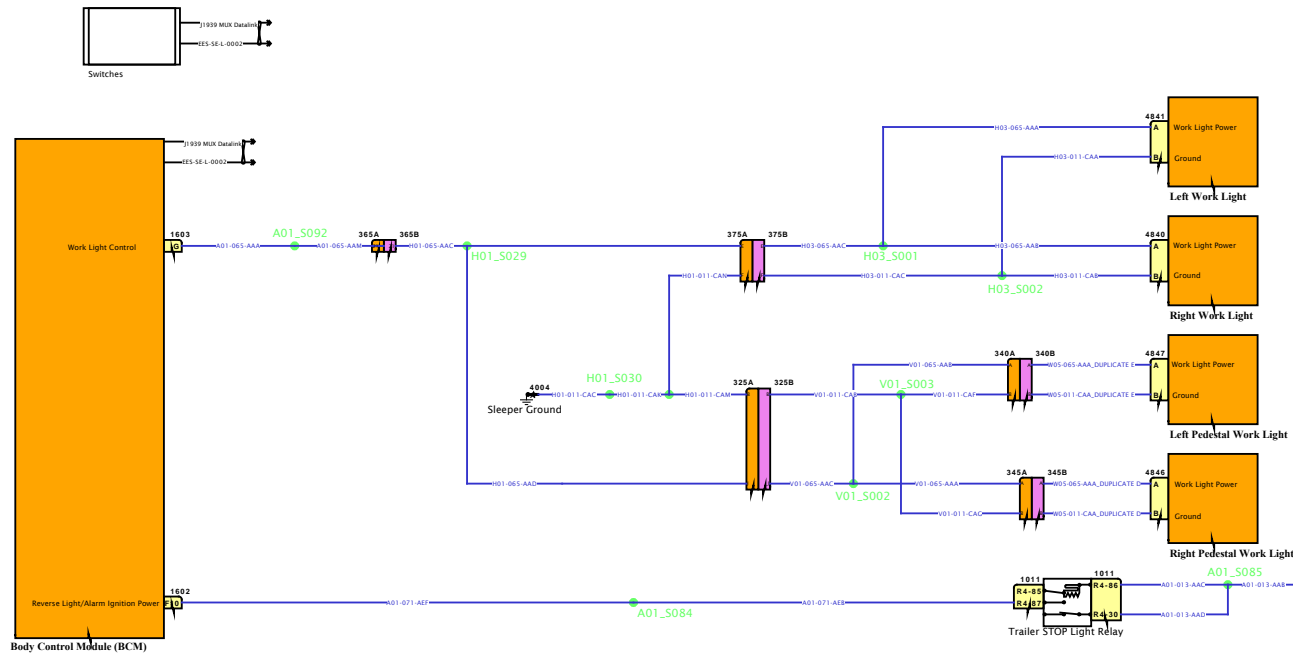 J1939 MUX Datalink
EES-SE-L-0002
Switches
J1939 MUX Datalink
EES-SE-L-0002
4841
A Work Light Power
H03-065-AAA
B Ground
H03-011-CAA
Left Work Light
1603
Work Light Control
G
A01-065-AAA
A01_S092
A01-065-AAM
365A 365B
H01-065-AAC
H01_S029
375A 375B
H03-065-AAC
H03_S001
H03-065-AAB
4840
A Work Light Power
H01-011-CAN
H03-011-CAC
H03_S002
H03-011-CAB
B Ground
Right Work Light
4004
Sleeper Ground
H01-011-CAC
H01_S030
H01-011-CAK
H01-011-CAM
325A 325B
V01-065-AAB
340A 340B
W05-065-AAA_DUPLICATE E
4847
A Work Light Power
V01_S003
V01-011-CAF
W05-011-CAA_DUPLICATE E
B Ground
Left Pedestal Work Light
H01-065-AAD
V01-065-AAC
V01_S002
V01-065-AAA
345A 345B
W05-065-AAA_DUPLICATE D
4846
A Work Light Power
W05-011-CAA_DUPLICATE D
B Ground
Right Pedestal Work Light
1602
Reverse Light/Alarm Ignition Power
F10
A01-071-AEF
A01_S084
A01-071-AEB
1011
R4-85
R4-87
1011
R4-86
R4-30
Trailer STOP Light Relay
A01-013-AAC
A01_S085
A01-013-AAB
A01-013-AAD
Body Control Module (BCM)